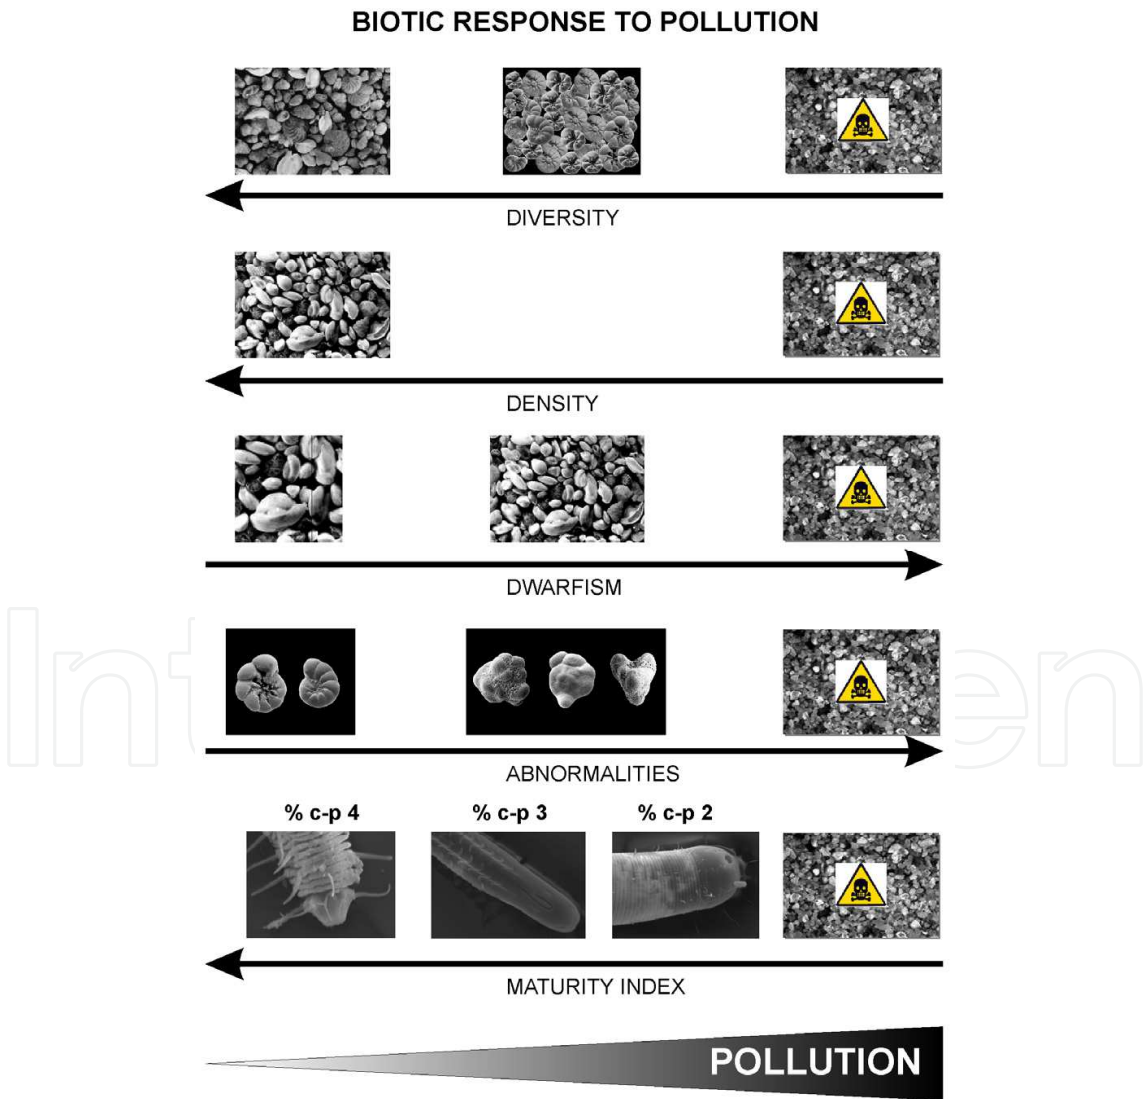 BIOTIC RESPONSE TO POLLUTION
DIVERSITY
DENSITY
DWARFISM
ABNORMALITIES
% c-p 4 % c-p 3 % c-p 2
MATURITY INDEX
POLLUTION